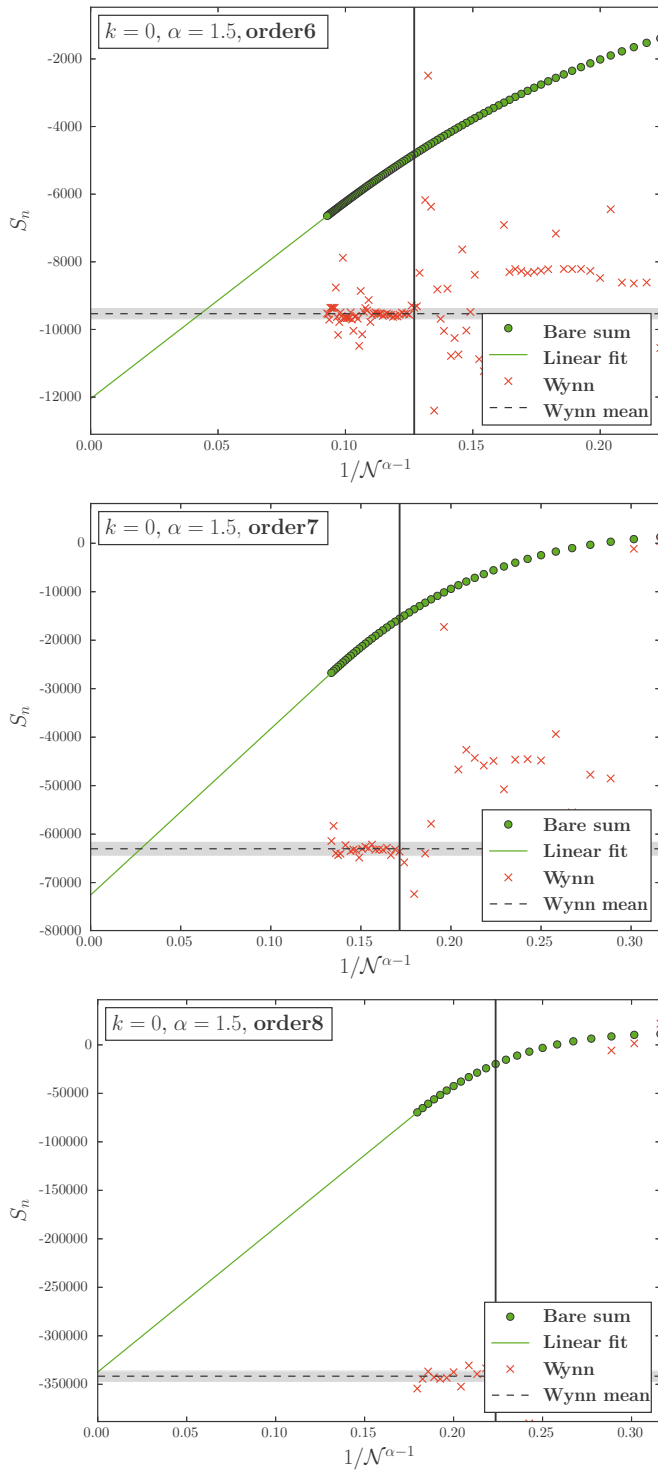 k = 0, α = 1.5, order6
-2000
-4000
-6000
-8000
-10000
-12000
S_n
Bare sum
Linear fit
Wynn
Wynn mean
0.00 0.05 0.10 0.15 0.20
1/𝒩^{α−1}
k = 0, α = 1.5, order7
0
-10000
-20000
-30000
-40000
-50000
-60000
-70000
-80000
S_n
Bare sum
Linear fit
Wynn
Wynn mean
0.00 0.05 0.10 0.15 0.20 0.25 0.30
1/𝒩^{α−1}
k = 0, α = 1.5, order8
0
-50000
-100000
-150000
-200000
-250000
-300000
-350000
S_n
Bare sum
Linear fit
Wynn
Wynn mean
0.00 0.05 0.10 0.15 0.20 0.25 0.30
1/𝒩^{α−1}